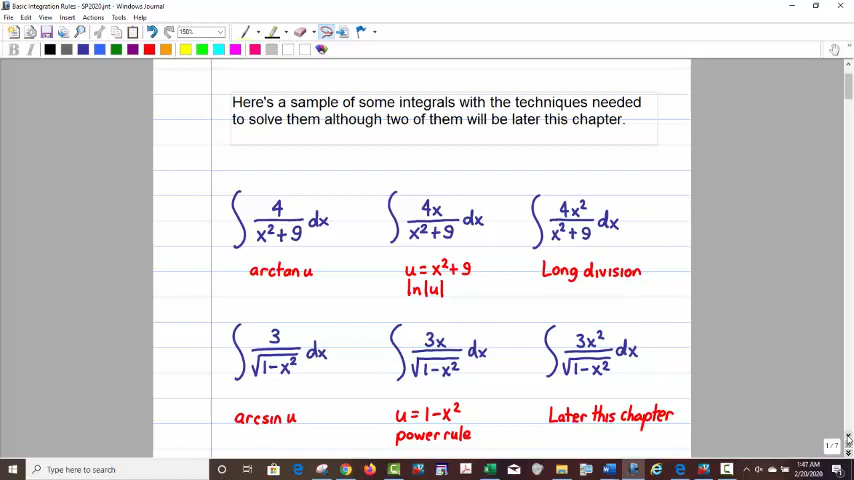 Basic Integration Rules - SP2020.jnt - Windows Journal
File Edit View Insert Actions Tools Help
150%
B I
Here's a sample of some integrals with the techniques needed
to solve them although two of them will be later this chapter.
∫ 4/(x²+9) dx ∫ 4x/(x²+9) dx ∫ 4x²/(x²+9) dx
arctan u u = x²+9 Long division
ln|u|
∫ 3/√(1-x²) dx ∫ 3x/√(1-x²) dx ∫ 3x²/√(1-x²) dx
arcsin u u = 1-x² Later this chapter
power rule
1 / 7
Type here to search
1:47 AM
2/20/2020